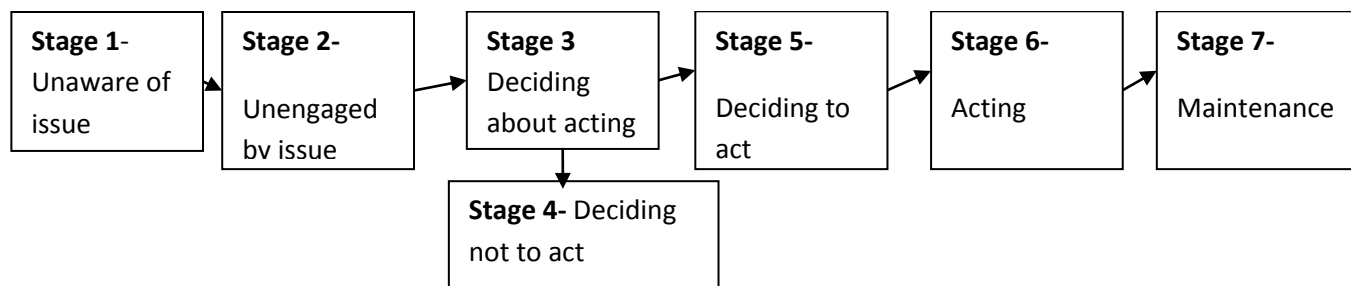 Stage 1-
Unaware of
issue
Stage 2-
Unengaged
by issue
Stage 3
Deciding
about acting
Stage 5-
Deciding to
act
Stage 6-
Acting
Stage 7-
Maintenance
Stage 4- Deciding
not to act